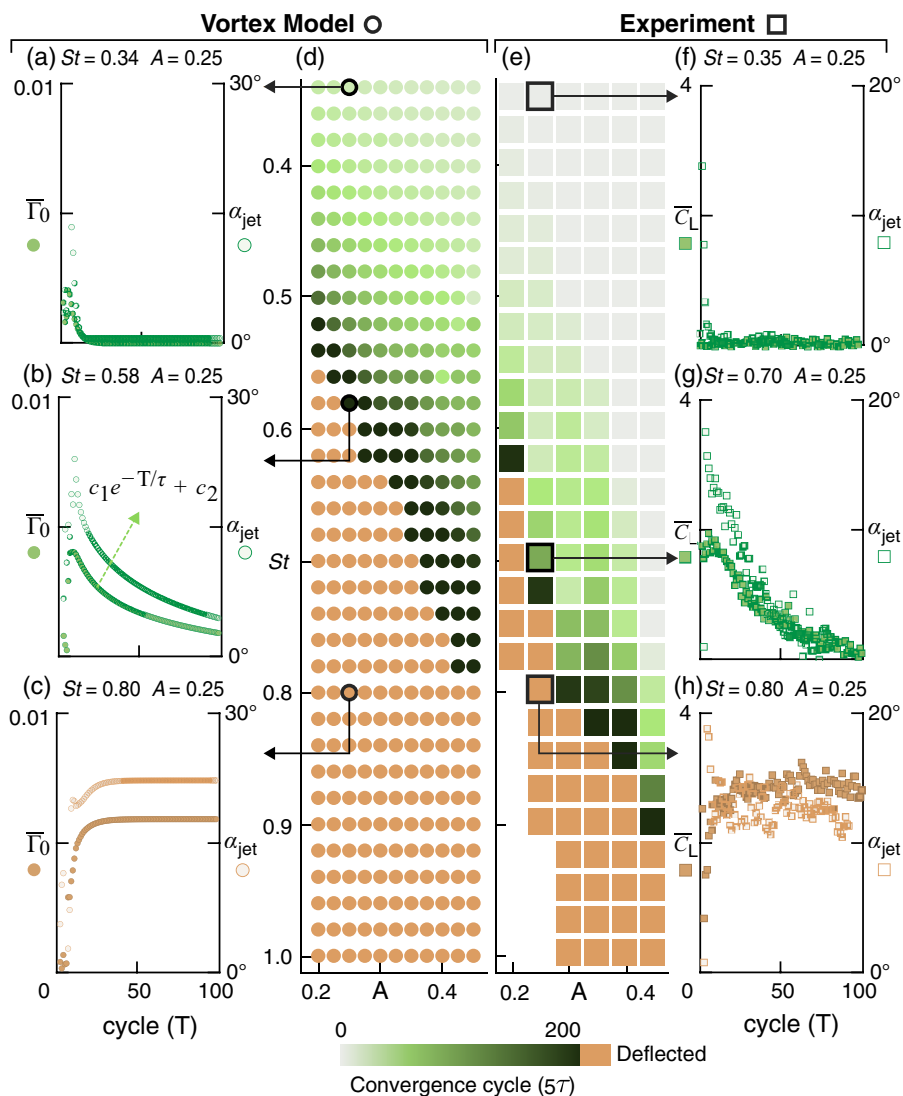 Vortex Model
Experiment
(a)
St = 0.34 A = 0.25
0.01
30°
Γ̅0
αjet
0°
(b)
St = 0.58 A = 0.25
0.01
30°
c1e−T/τ + c2
Γ̅0
αjet
0°
(c)
St = 0.80 A = 0.25
0.01
30°
Γ̅0
αjet
0°
0 50 100
cycle (T)
(d)
0.4
0.5
0.6
St
0.8
0.9
1.0
0.2 A 0.4
(e)
0.2 A 0.4
(f)
St = 0.35 A = 0.25
4
20°
C̅L
αjet
0°
(g)
St = 0.70 A = 0.25
4
20°
C̅L
αjet
0°
(h)
St = 0.80 A = 0.25
4
20°
C̅L
αjet
0°
0 50 100
cycle (T)
0 200
Deflected
Convergence cycle (5τ)